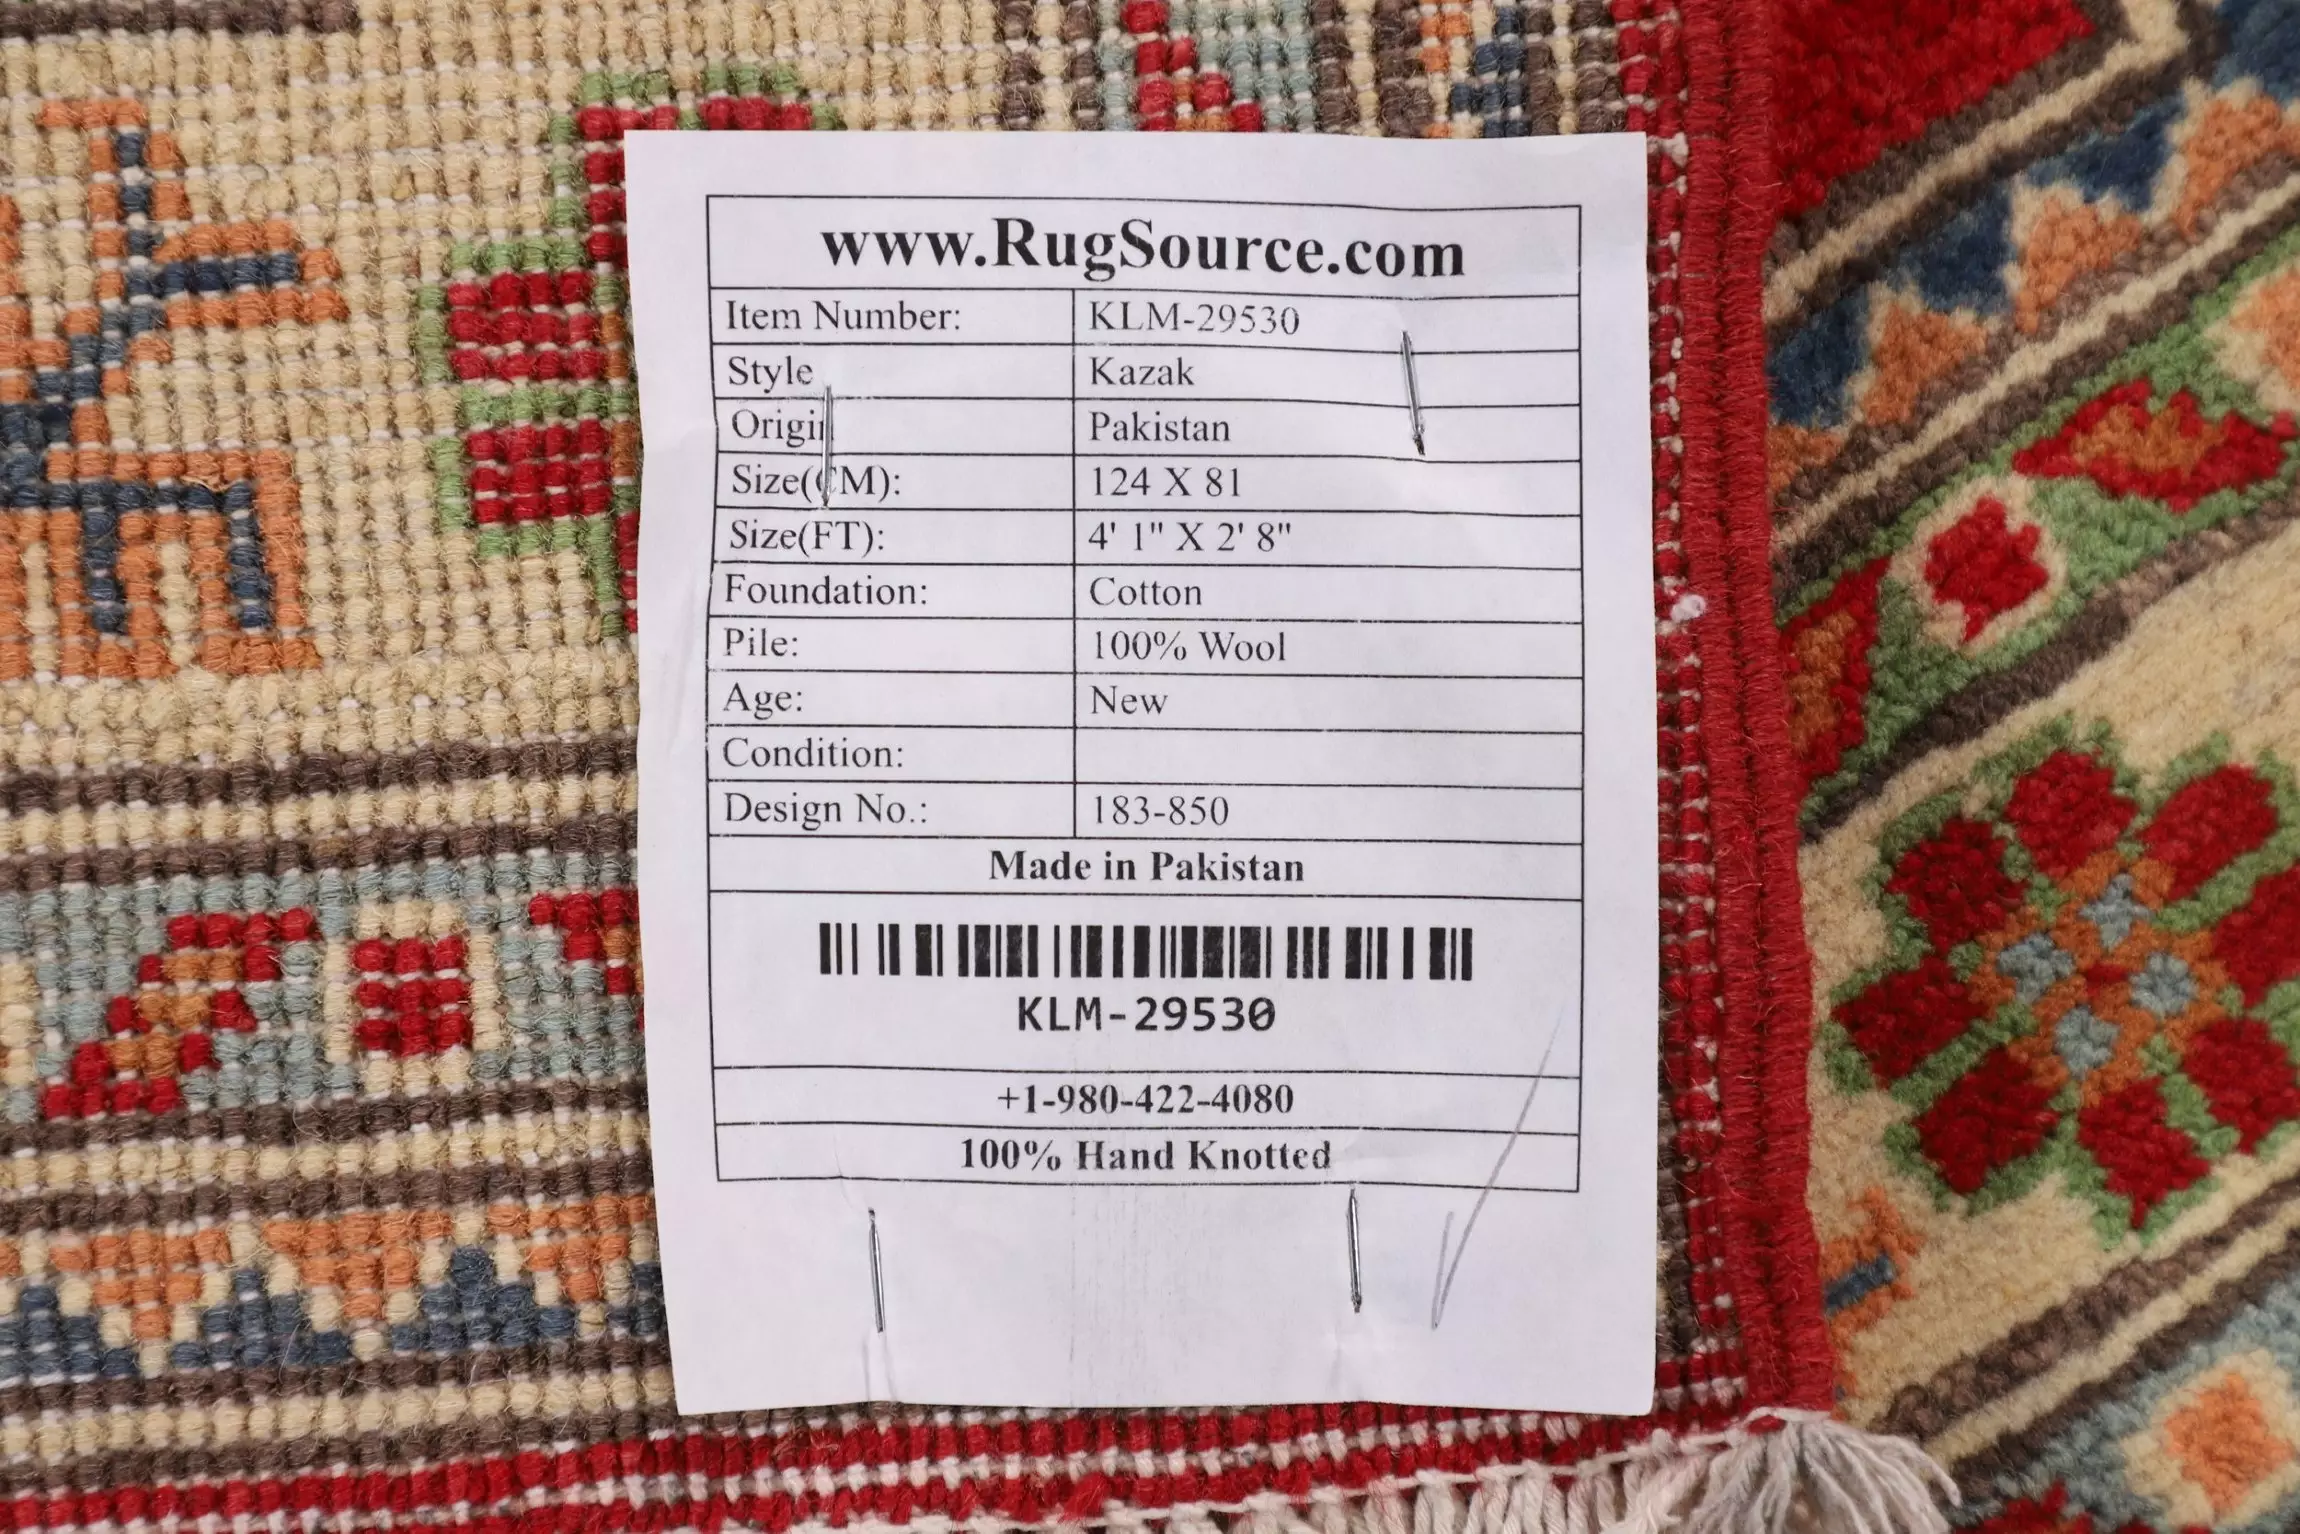 www.RugSource.com
Item Number: KLM-29530
Style Kazak
Origin Pakistan
Size(CM): 124 X 81
Size(FT): 4' 1" X 2' 8"
Foundation: Cotton
Pile: 100% Wool
Age: New
Condition:
Design No.: 183-850
Made in Pakistan
KLM-29530
+1-980-422-4080
100% Hand Knotted